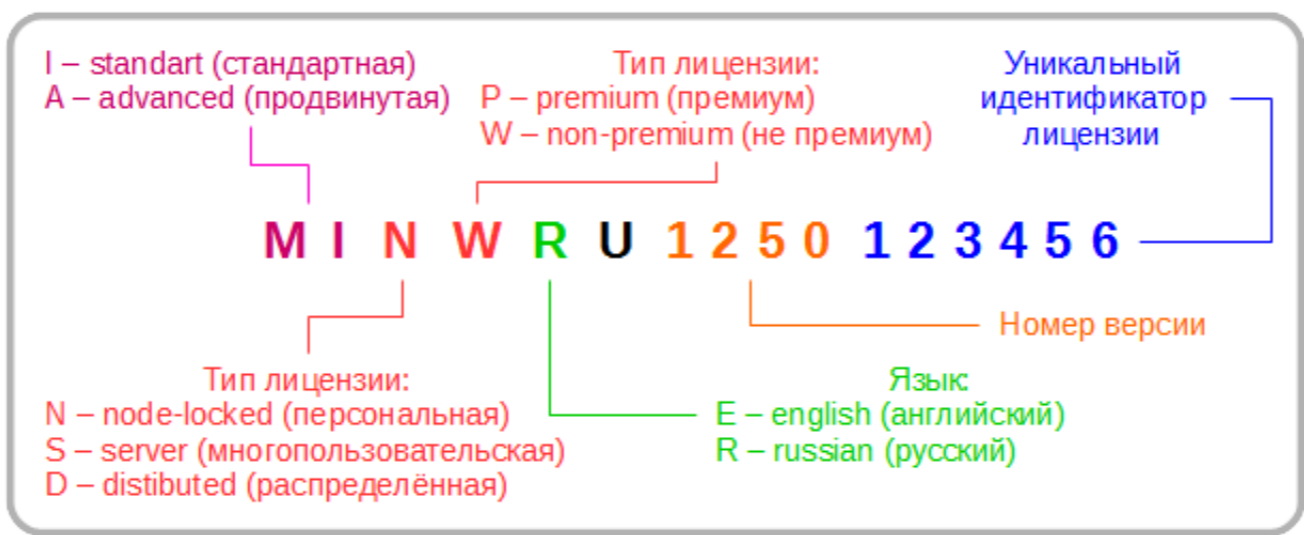 I – standart (стандартная)
A – advanced (продвинутая)
Тип лицензии:
P – premium (премиум)
W – non-premium (не премиум)
Уникальный
идентификатор
лицензии
M I N W R U 1 2 5 0 1 2 3 4 5 6
Номер версии
Тип лицензии:
N – node-locked (персональная)
S – server (многопользовательская)
D – distibuted (распределённая)
Язык:
E – english (английский)
R – russian (русский)